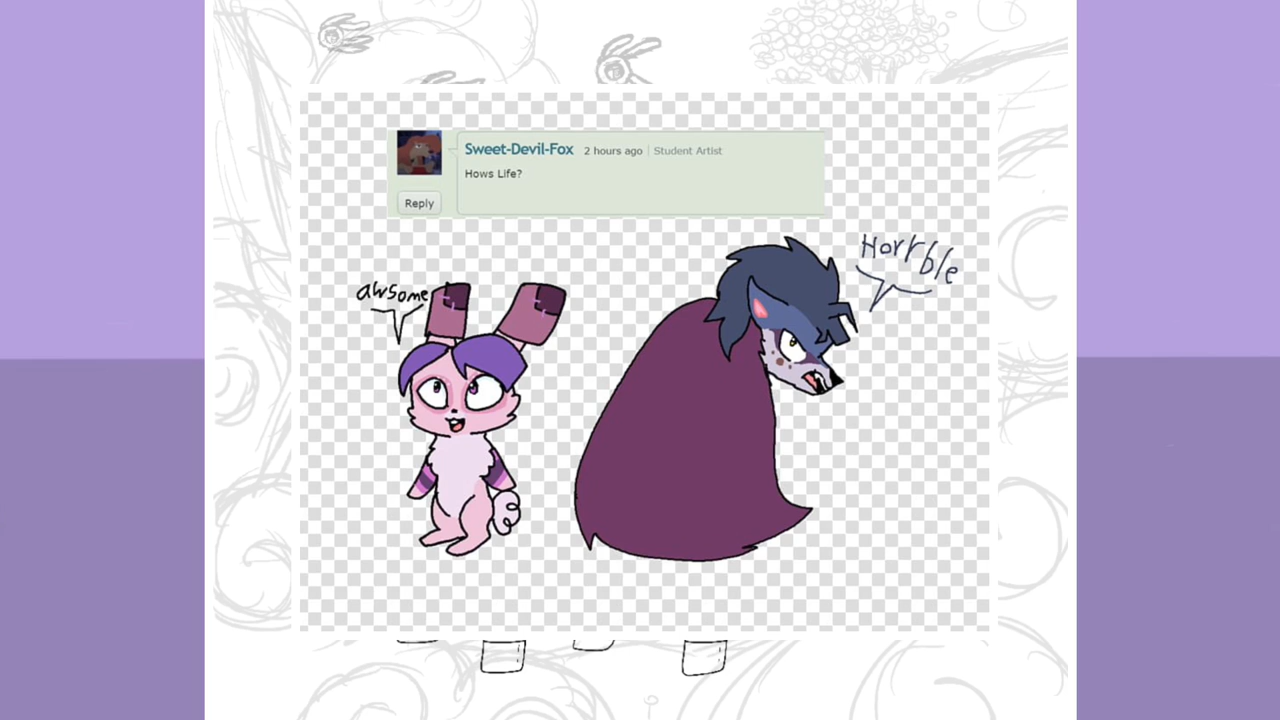 Sweet-Devil-Fox 2 hours ago Student Artist
Hows Life?
Reply
Horrble
awsome